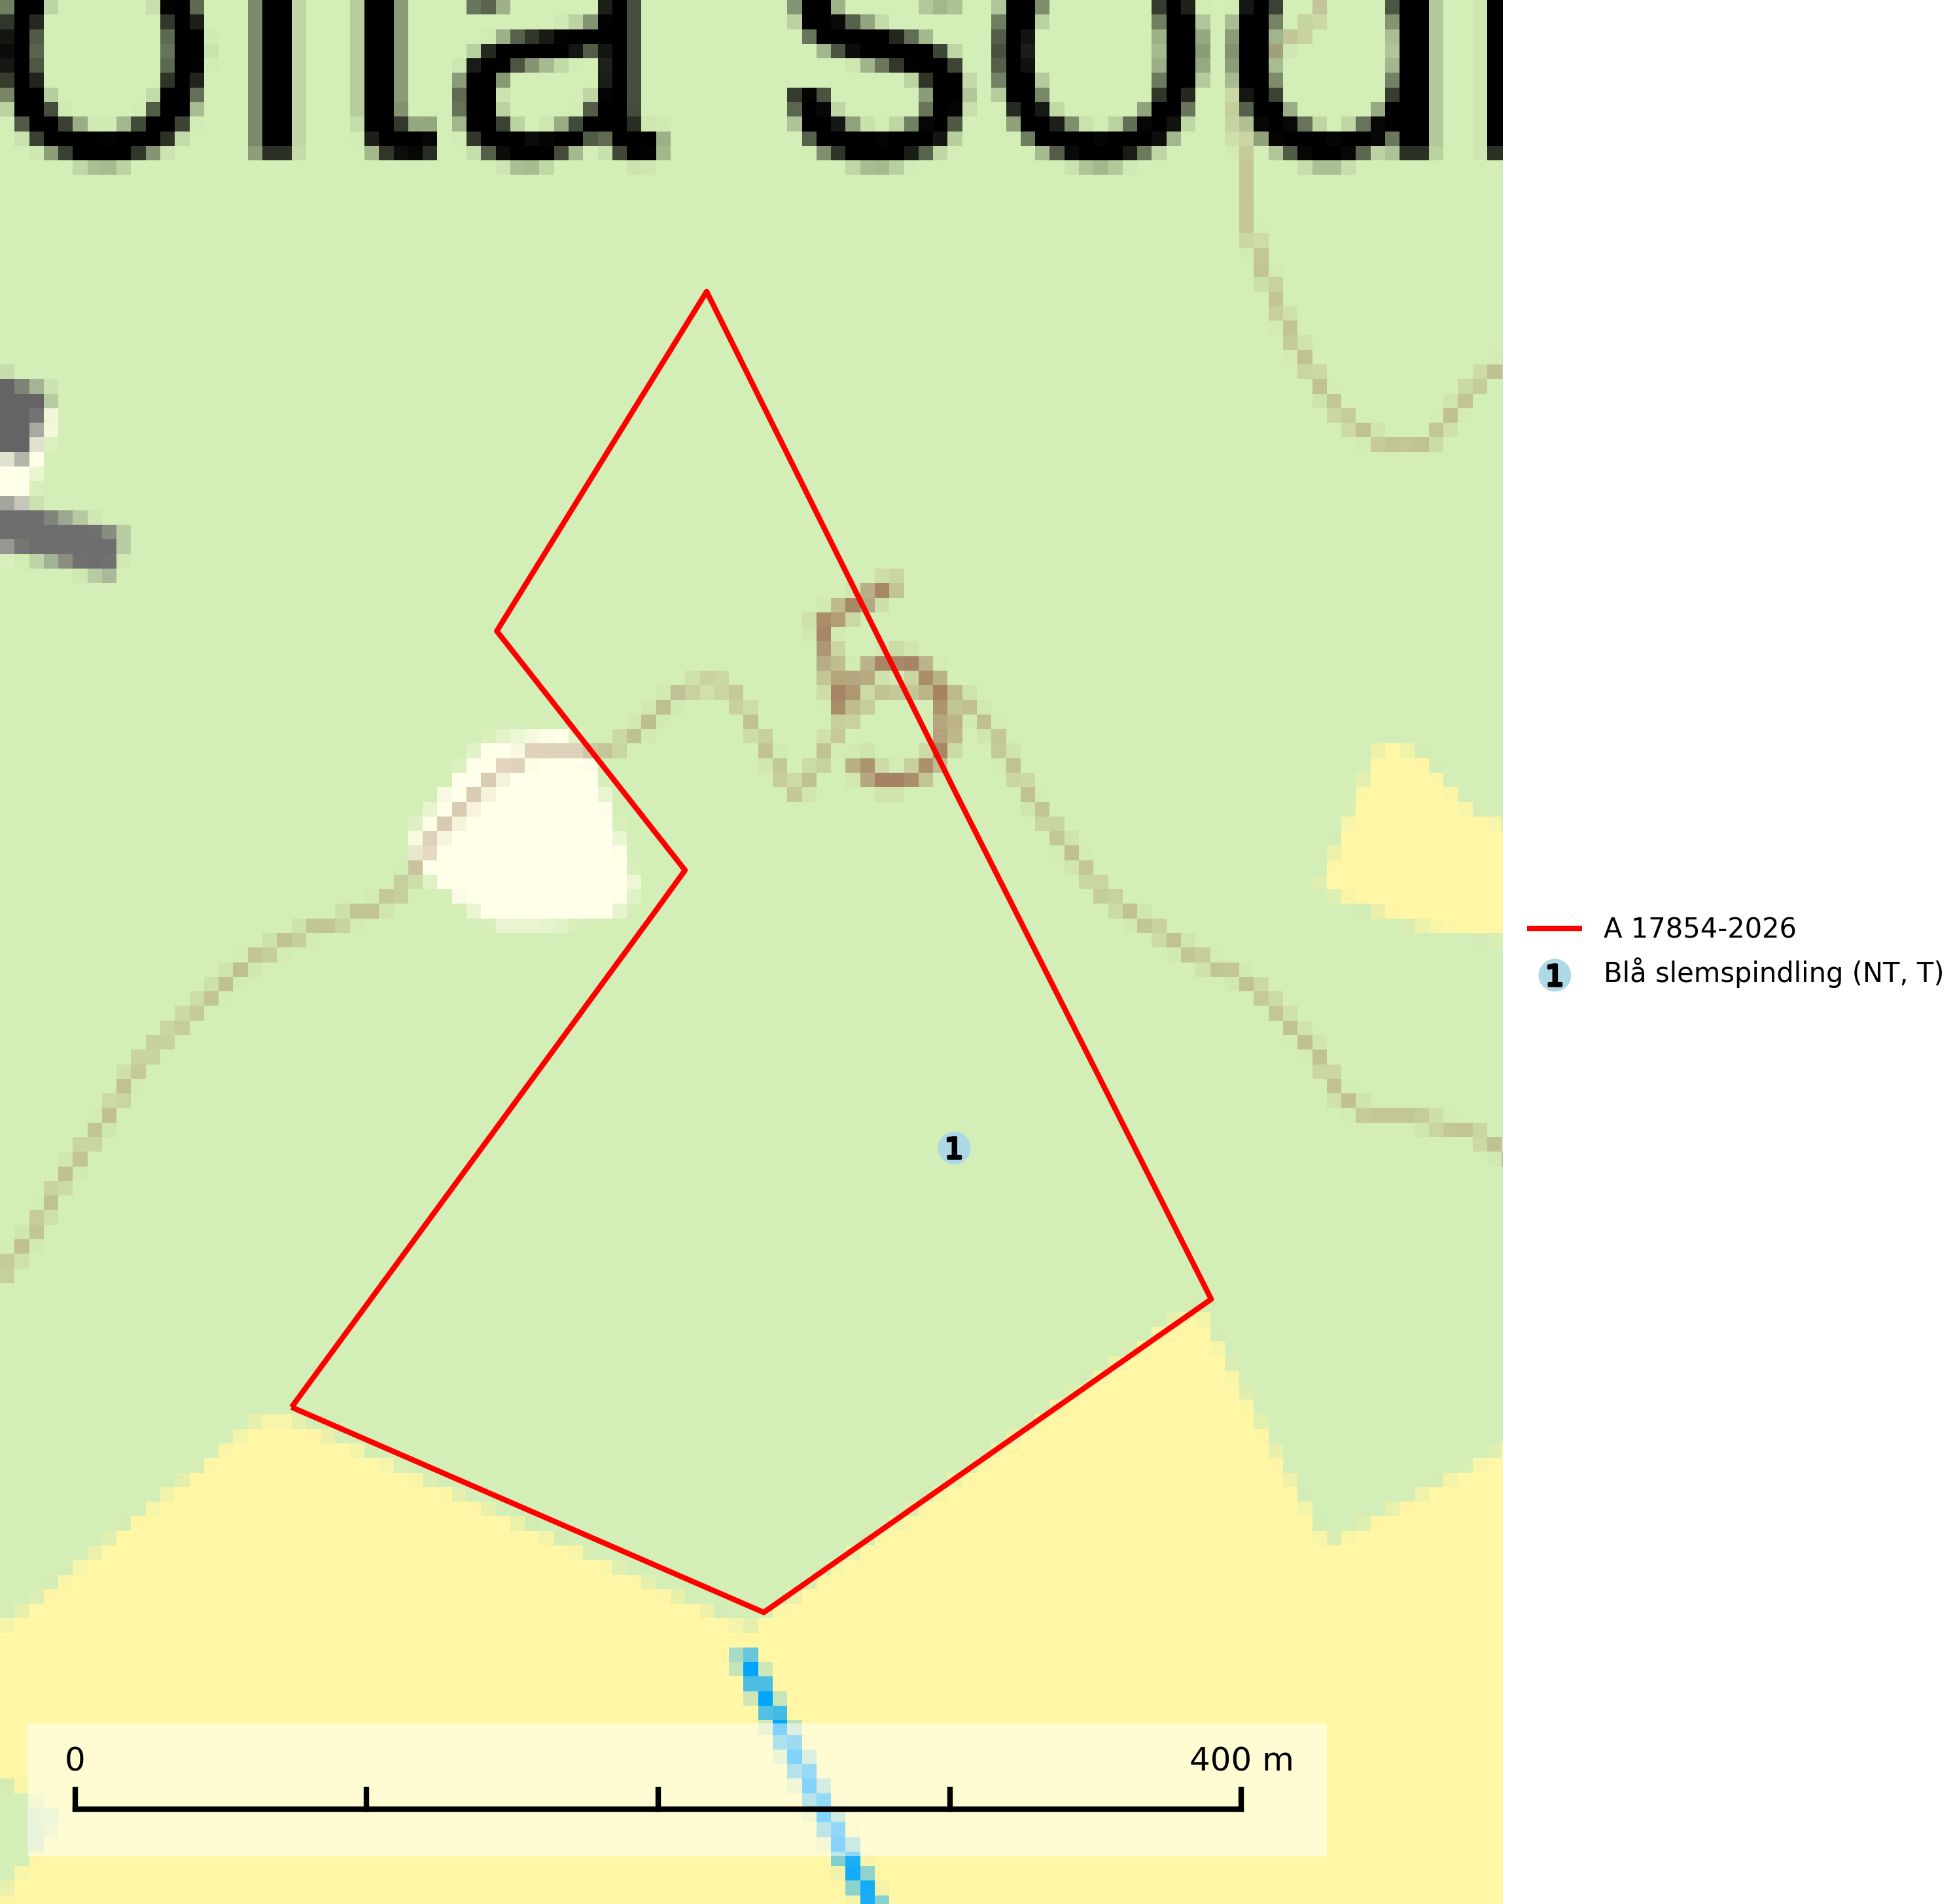 A 17854-2026
1 Blå slemspindling (NT, T)
1
0 400 m